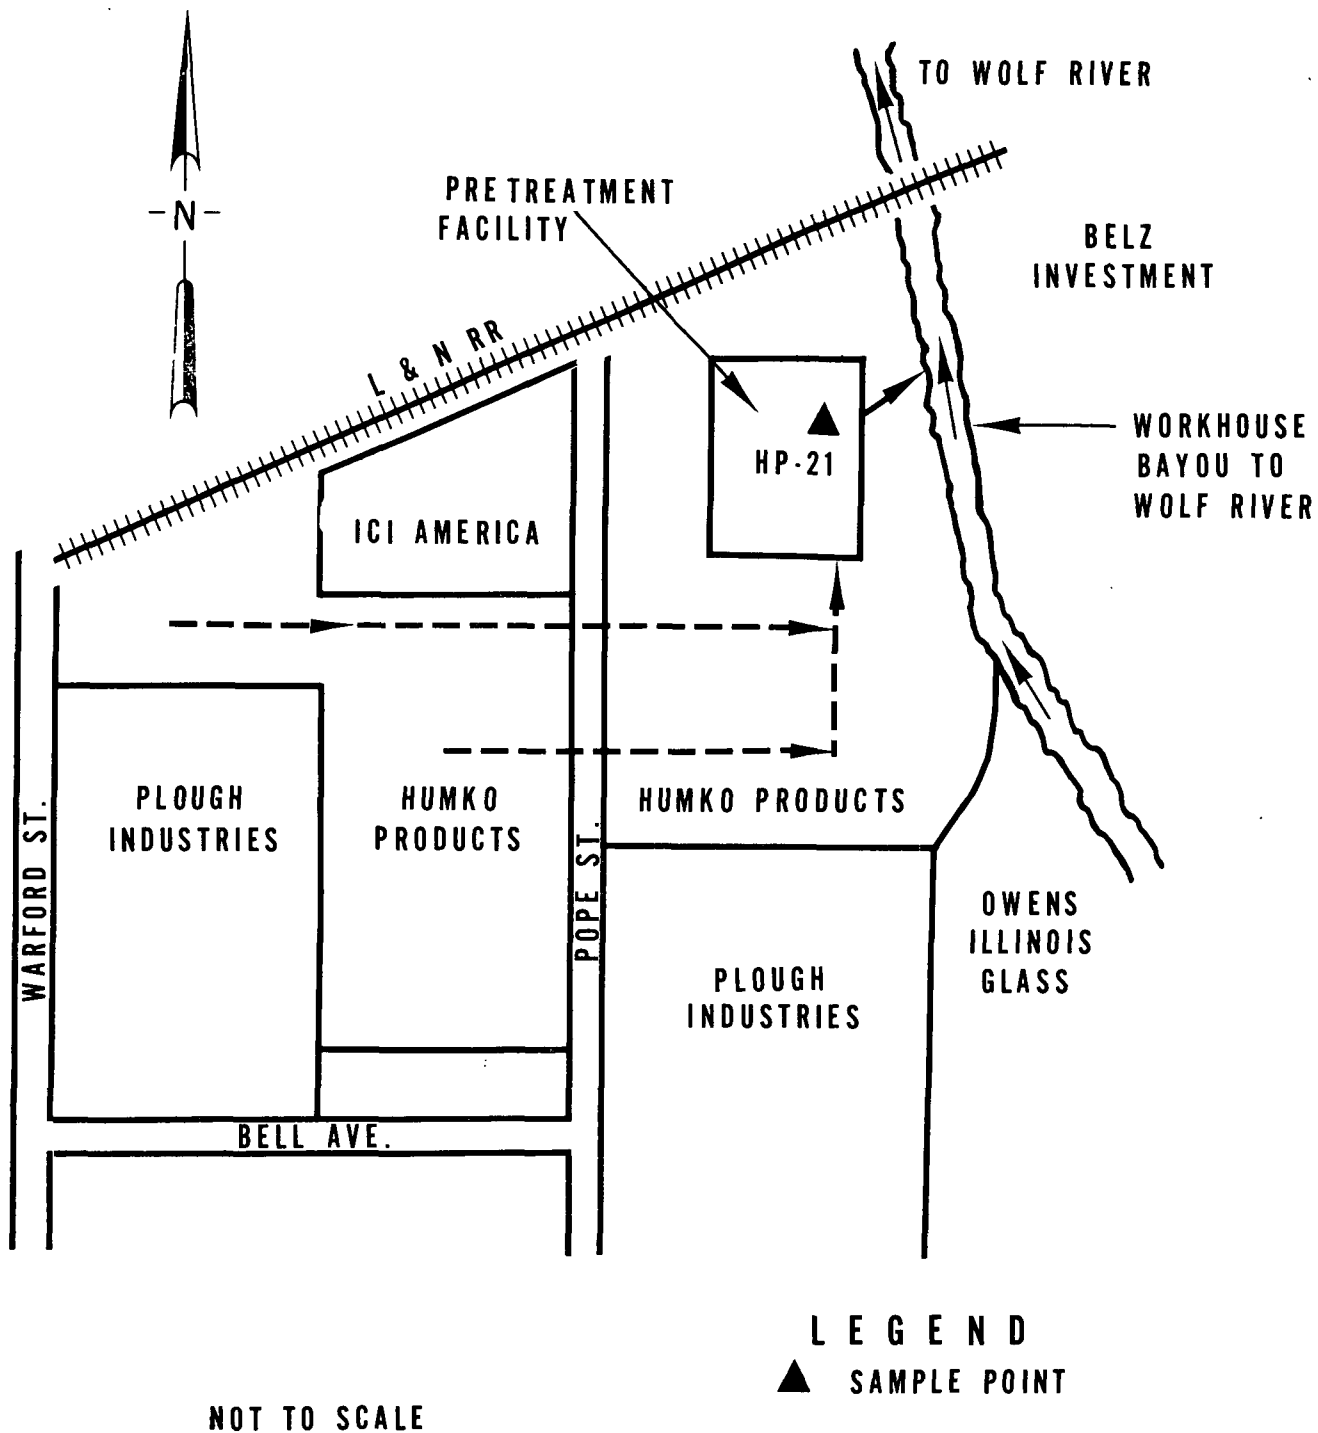 TO WOLF RIVER
PRETREATMENT
FACILITY
-N-
BELZ
INVESTMENT
L & N RR
WORKHOUSE
BAYOU TO
WOLF RIVER
HP-21
ICI AMERICA
PLOUGH
INDUSTRIES
HUMKO
PRODUCTS
HUMKO PRODUCTS
WARFORD ST.
POPE ST.
OWENS
ILLINOIS
GLASS
PLOUGH
INDUSTRIES
BELL AVE.
LEGEND
SAMPLE POINT
NOT TO SCALE